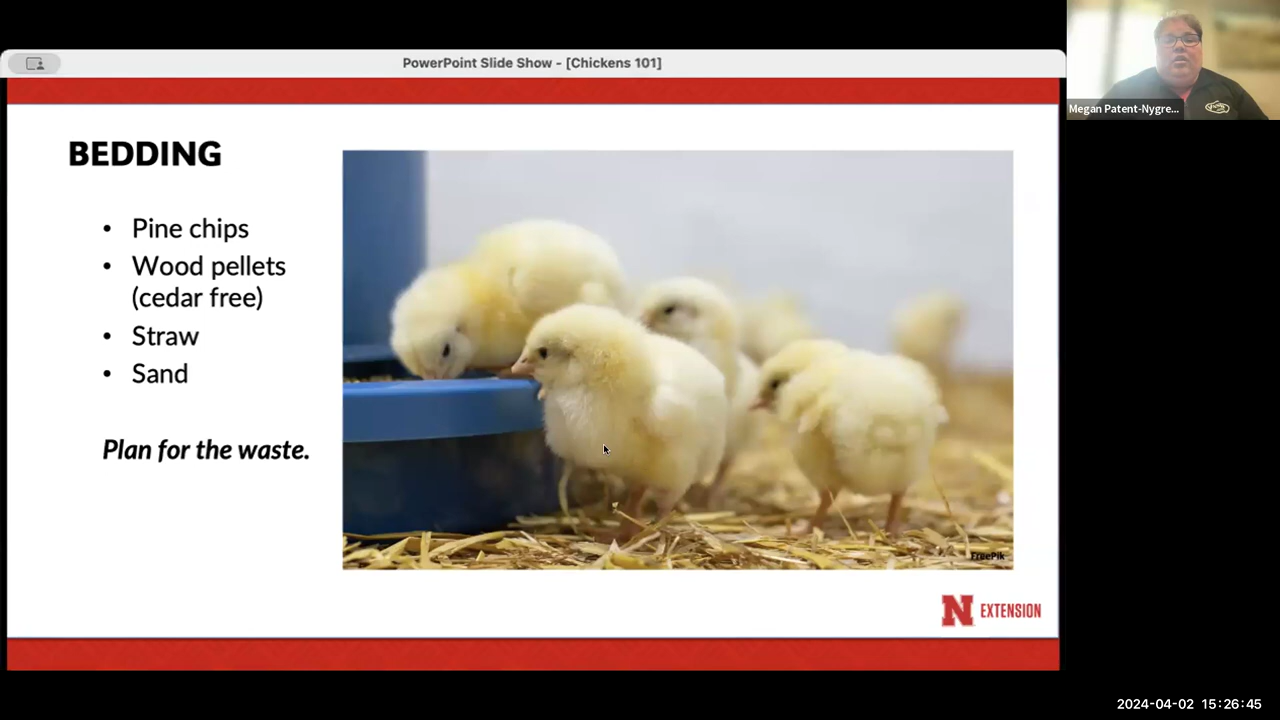 PowerPoint Slide Show - [Chickens 101]
Megan Patent-Nygre...
BEDDING
• Pine chips
• Wood pellets
(cedar free)
• Straw
• Sand
Plan for the waste.
FreePik
N EXTENSION
2024-04-02 15:26:45